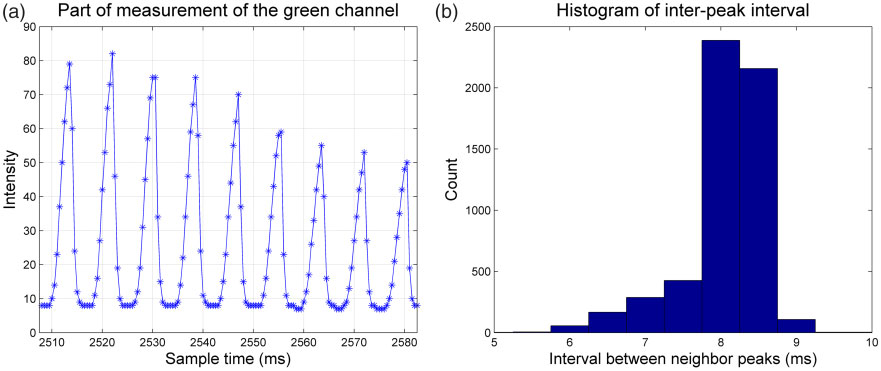 (a)
Part of measurement of the green channel
90
80
70
60
50
40
30
20
10
0
Intensity
2510 2520 2530 2540 2550 2560 2570 2580
Sample time (ms)
(b)
Histogram of inter-peak interval
2500
2000
1500
1000
500
0
Count
5 6 7 8 9 10
Interval between neighbor peaks (ms)